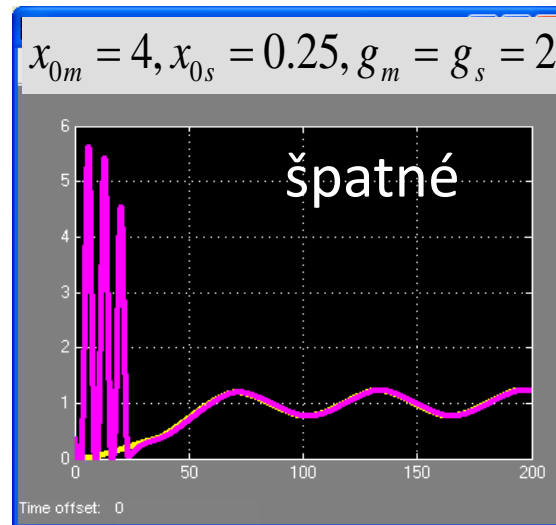 x₀ₘ = 4, x₀ₛ = 0.25, gₘ = gₛ = 2
špatné
6
5
4
3
2
1
0
0 50 100 150 200
Time offset: 0